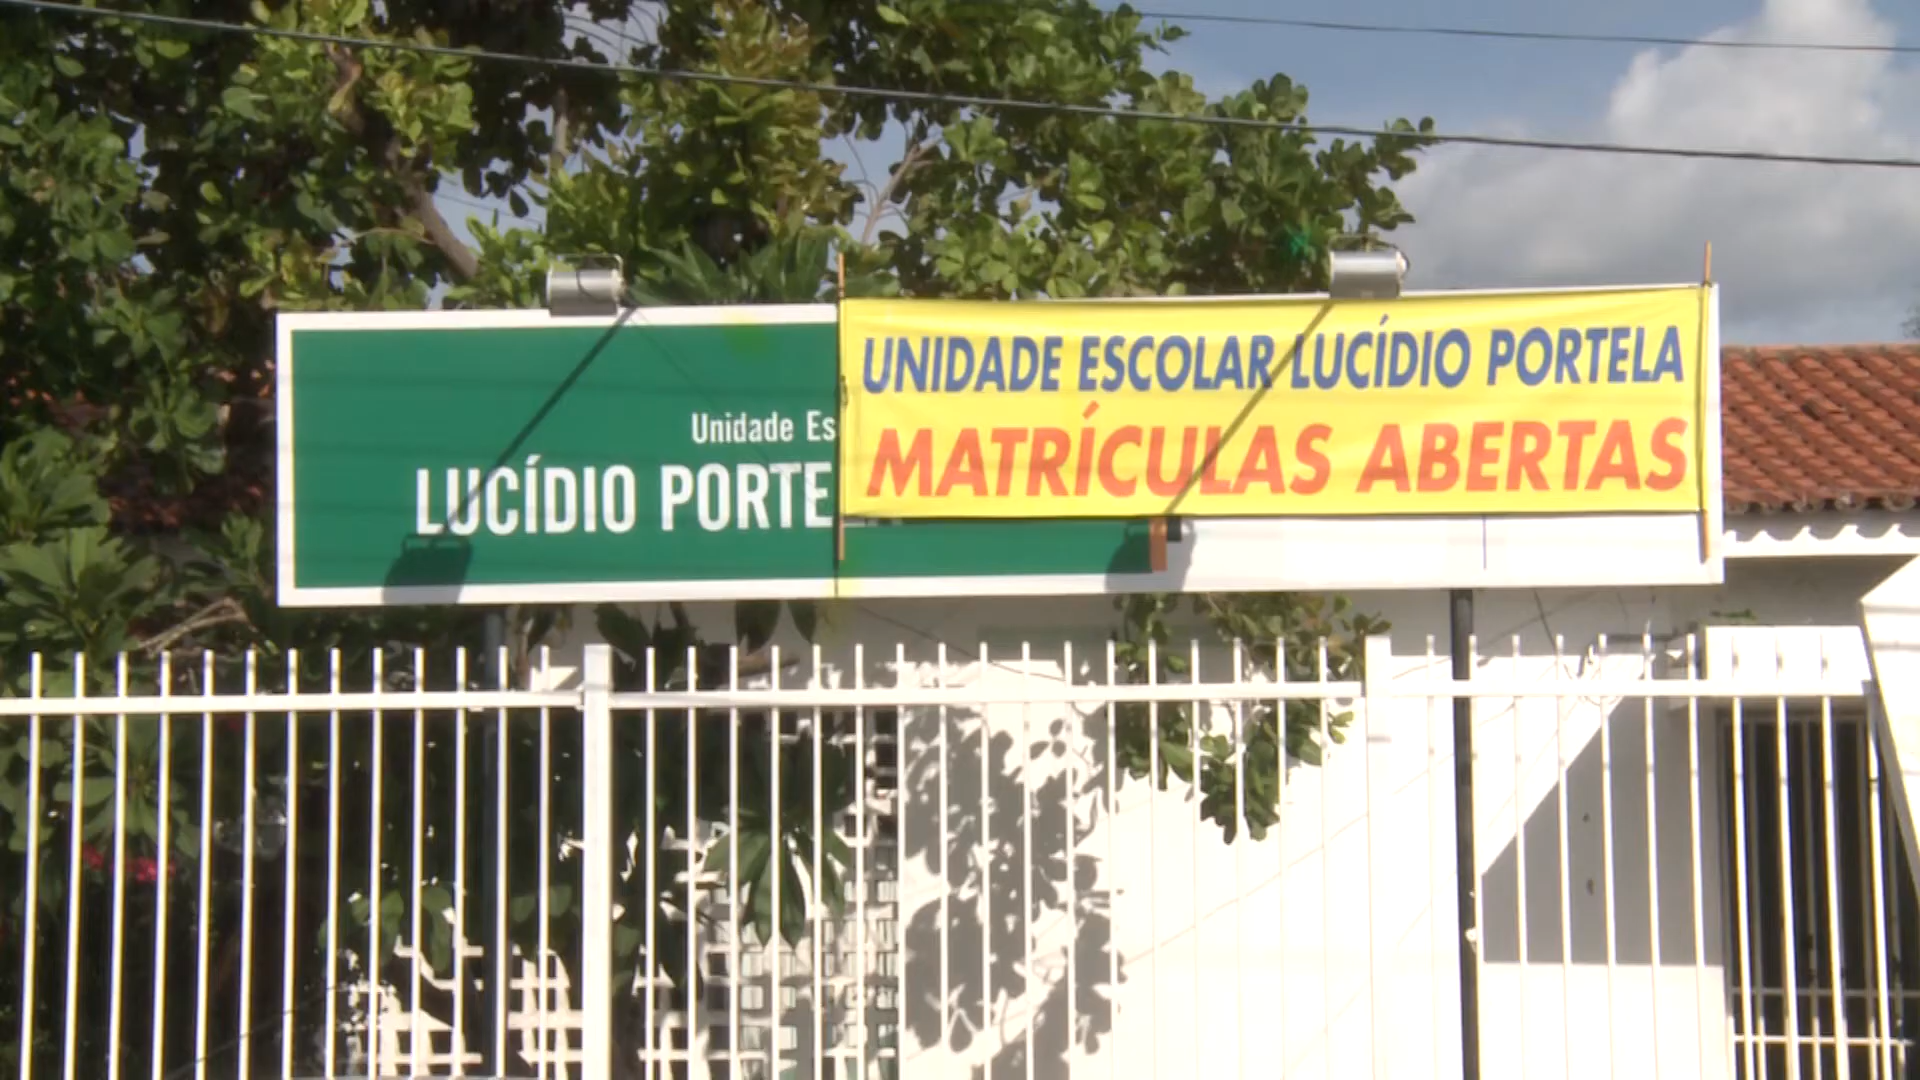 Unidade Es
LUCÍDIO PORTE
UNIDADE ESCOLAR LUCÍDIO PORTELA
MATRÍCULAS ABERTAS